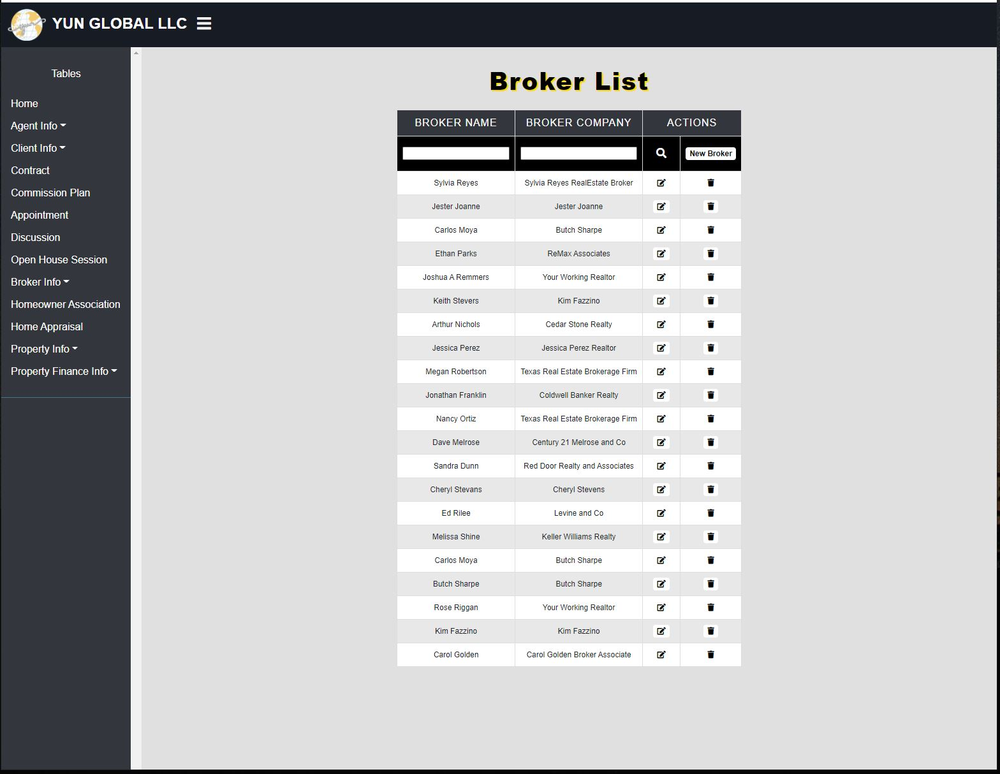 YUN GLOBAL LLC
Tables
Home
Agent Info
Client Info
Contract
Commission Plan
Appointment
Discussion
Open House Session
Broker Info
Homeowner Association
Home Appraisal
Property Info
Property Finance Info
Broker List
BROKER NAME BROKER COMPANY ACTIONS
New Broker
Sylvia Reyes Sylvia Reyes RealEstate Broker
Jester Joanne Jester Joanne
Carlos Moya Butch Sharpe
Ethan Parks ReMax Associates
Joshua A Remmers Your Working Realtor
Keith Stevers Kim Fazzino
Arthur Nichols Cedar Stone Realty
Jessica Perez Jessica Perez Realtor
Megan Robertson Texas Real Estate Brokerage Firm
Jonathan Franklin Coldwell Banker Realty
Nancy Ortiz Texas Real Estate Brokerage Firm
Dave Melrose Century 21 Melrose and Co
Sandra Dunn Red Door Realty and Associates
Cheryl Stevans Cheryl Stevens
Ed Rilee Levine and Co
Melissa Shine Keller Williams Realty
Carlos Moya Butch Sharpe
Butch Sharpe Butch Sharpe
Rose Riggan Your Working Realtor
Kim Fazzino Kim Fazzino
Carol Golden Carol Golden Broker Associate